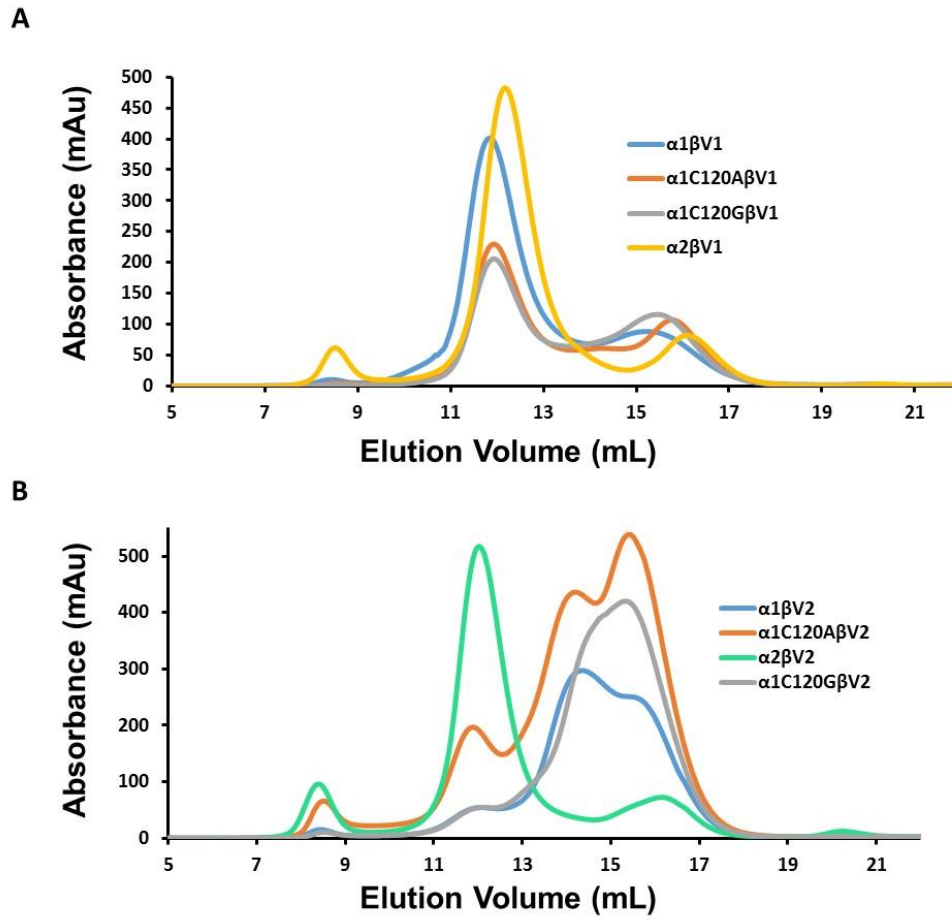 A
Absorbance (mAu)
500
450
400
350
300
250
200
150
100
50
0
5 7 9 11 13 15 17 19 21
Elution Volume (mL)
α1βV1
α1C120AβV1
α1C120GβV1
α2βV1
B
Absorbance (mAu)
500
400
300
200
100
0
5 7 9 11 13 15 17 19 21
Elution Volume (mL)
α1βV2
α1C120AβV2
α2βV2
α1C120GβV2